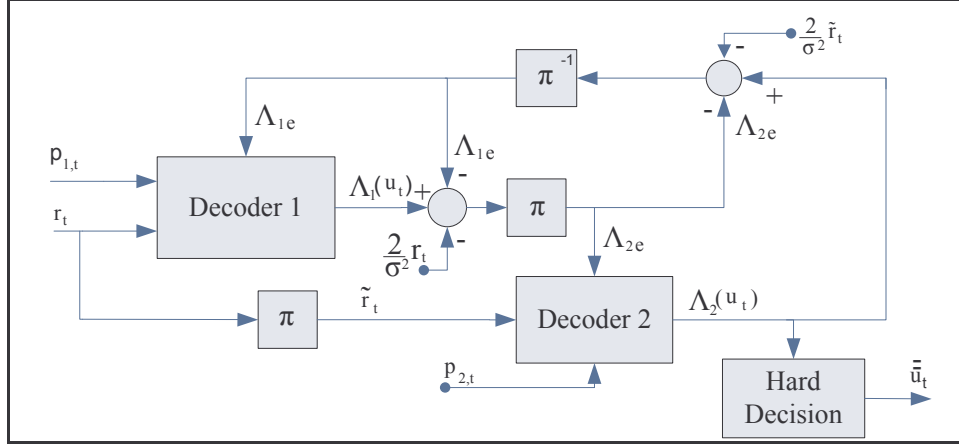 2/σ² r̃ₜ
-
π⁻¹
+
-
Λ₁ₑ
Λ₂ₑ
p₁,ₜ
Λ₁ₑ
-
Decoder 1
Λ₁(uₜ)
+
π
rₜ
-
2/σ² rₜ
Λ₂ₑ
π
r̃ₜ
Decoder 2
Λ₂(uₜ)
p₂,ₜ
Hard
Decision
ū̄ₜ